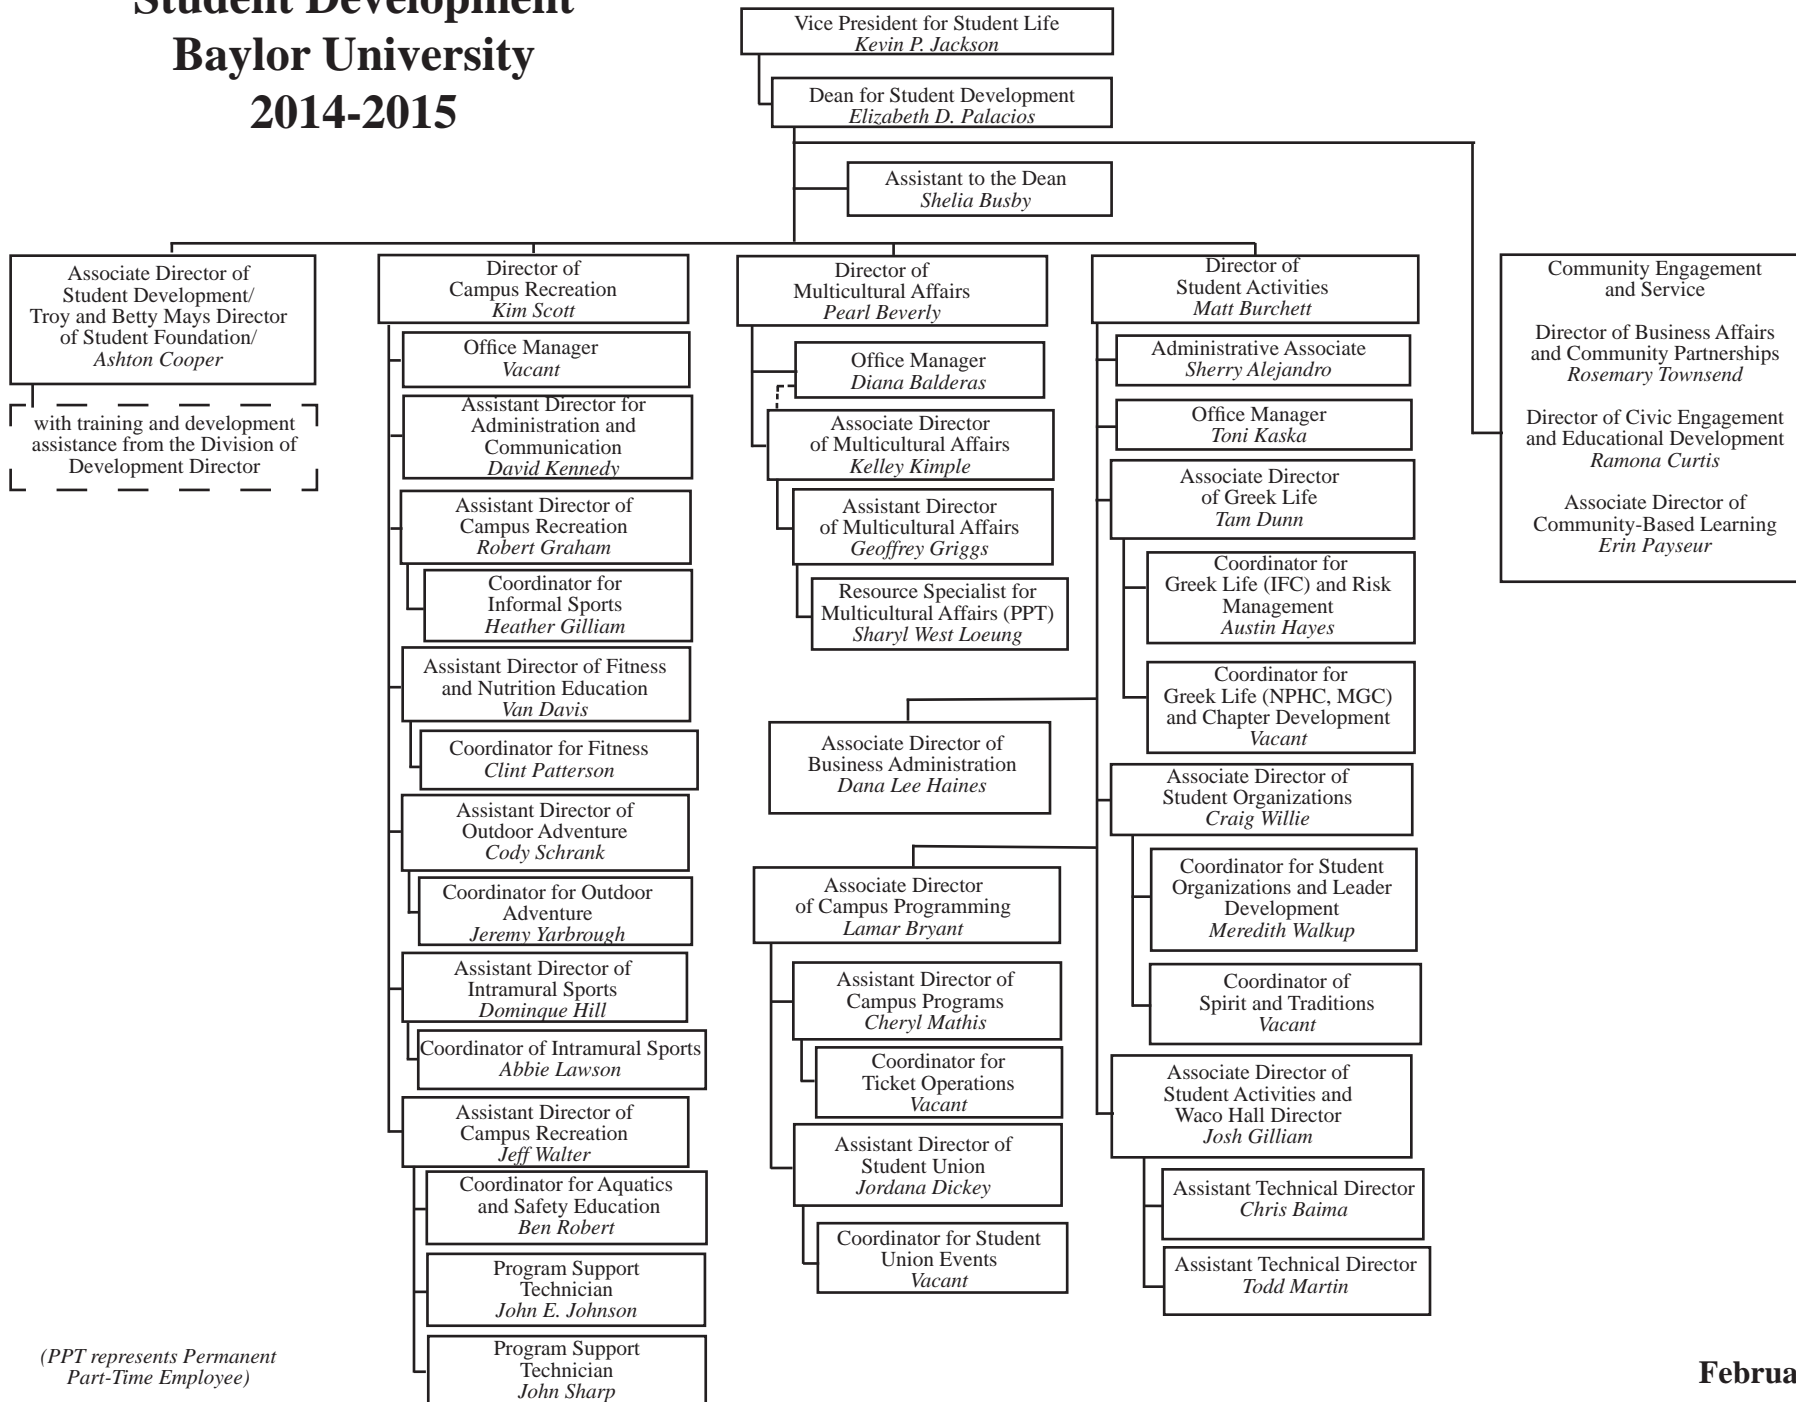 Student Development
Baylor University
2014-2015
Vice President for Student Life
Kevin P. Jackson
Dean for Student Development
Elizabeth D. Palacios
Assistant to the Dean
Shelia Busby
Associate Director of
Student Development/
Troy and Betty Mays Director
of Student Foundation/
Ashton Cooper
with training and development
assistance from the Division of
Development Director
Director of
Campus Recreation
Kim Scott
Office Manager
Vacant
Assistant Director for
Administration and
Communication
David Kennedy
Assistant Director of
Campus Recreation
Robert Graham
Coordinator for
Informal Sports
Heather Gilliam
Assistant Director of Fitness
and Nutrition Education
Van Davis
Coordinator for Fitness
Clint Patterson
Assistant Director of
Outdoor Adventure
Cody Schrank
Coordinator for Outdoor
Adventure
Jeremy Yarbrough
Assistant Director of
Intramural Sports
Dominque Hill
Coordinator of Intramural Sports
Abbie Lawson
Assistant Director of
Campus Recreation
Jeff Walter
Coordinator for Aquatics
and Safety Education
Ben Robert
Program Support
Technician
John E. Johnson
Program Support
Technician
John Sharp
Director of
Multicultural Affairs
Pearl Beverly
Office Manager
Diana Balderas
Associate Director
of Multicultural Affairs
Kelley Kimple
Assistant Director
of Multicultural Affairs
Geoffrey Griggs
Resource Specialist for
Multicultural Affairs (PPT)
Sharyl West Loeung
Associate Director of
Business Administration
Dana Lee Haines
Associate Director
of Campus Programming
Lamar Bryant
Assistant Director of
Campus Programs
Cheryl Mathis
Coordinator for
Ticket Operations
Vacant
Assistant Director of
Student Union
Jordana Dickey
Coordinator for Student
Union Events
Vacant
Director of
Student Activities
Matt Burchett
Administrative Associate
Sherry Alejandro
Office Manager
Toni Kaska
Associate Director
of Greek Life
Tam Dunn
Coordinator for
Greek Life (IFC) and Risk
Management
Austin Hayes
Coordinator for
Greek Life (NPHC, MGC)
and Chapter Development
Vacant
Associate Director of
Student Organizations
Craig Willie
Coordinator for Student
Organizations and Leader
Development
Meredith Walkup
Coordinator of
Spirit and Traditions
Vacant
Associate Director of
Student Activities and
Waco Hall Director
Josh Gilliam
Assistant Technical Director
Chris Baima
Assistant Technical Director
Todd Martin
Community Engagement
and Service
Director of Business Affairs
and Community Partnerships
Rosemary Townsend
Director of Civic Engagement
and Educational Development
Ramona Curtis
Associate Director of
Community-Based Learning
Erin Payseur
(PPT represents Permanent
Part-Time Employee)
Februa